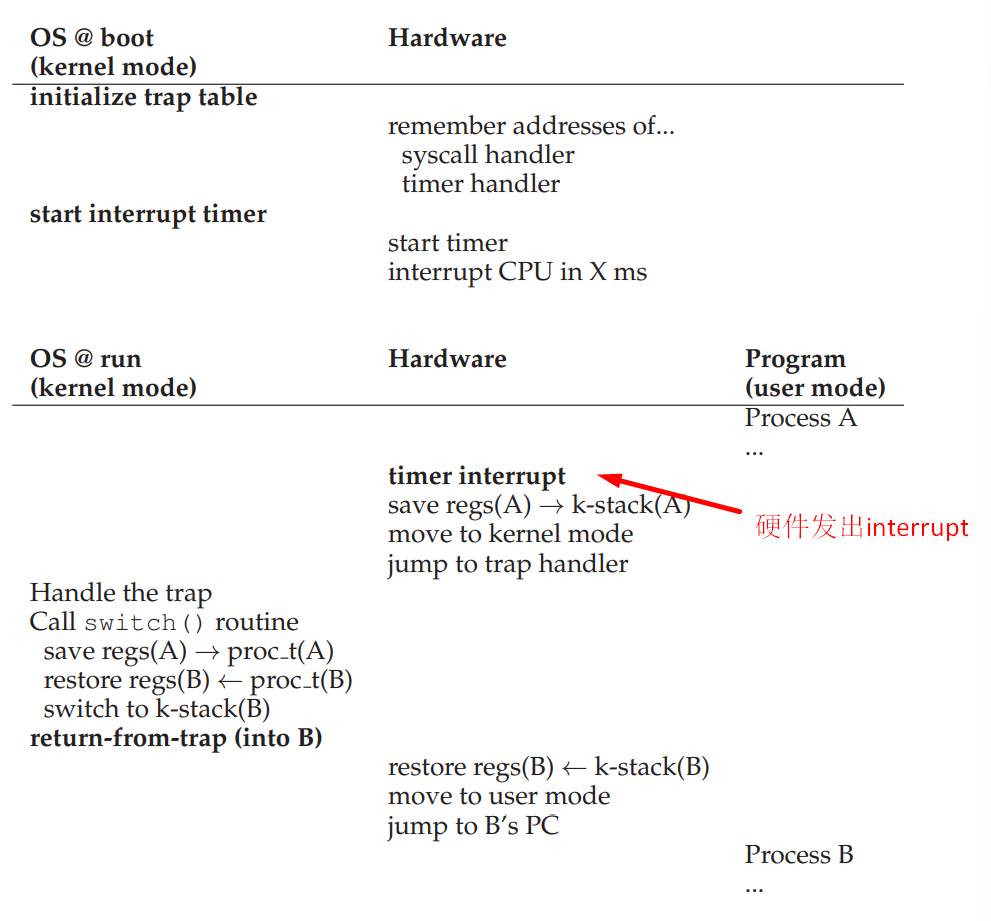 OS @ boot Hardware
(kernel mode)
initialize trap table
remember addresses of...
syscall handler
timer handler
start interrupt timer
start timer
interrupt CPU in X ms
OS @ run Hardware Program
(kernel mode) (user mode)
Process A
...
timer interrupt
save regs(A) → k-stack(A)
硬件发出interrupt
move to kernel mode
jump to trap handler
Handle the trap
Call switch() routine
save regs(A) → proc_t(A)
restore regs(B) ← proc_t(B)
switch to k-stack(B)
return-from-trap (into B)
restore regs(B) ← k-stack(B)
move to user mode
jump to B's PC
Process B
...